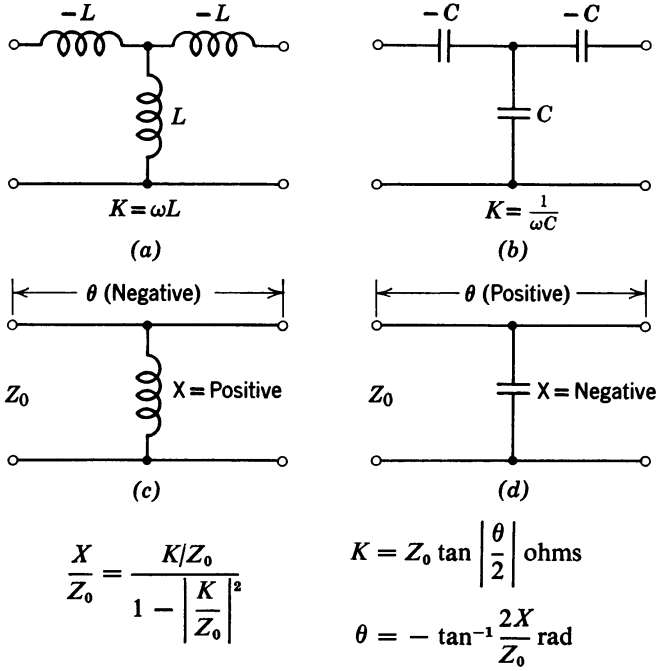 −L −L
L
K = ωL
(a)
−C −C
C
K = 1/ωC
(b)
θ (Negative)
Z₀ X = Positive
(c)
θ (Positive)
Z₀ X = Negative
(d)
X/Z₀ = (K/Z₀)/(1 − |K/Z₀|²)
K = Z₀ tan |θ/2| ohms
θ = − tan⁻¹ 2X/Z₀ rad